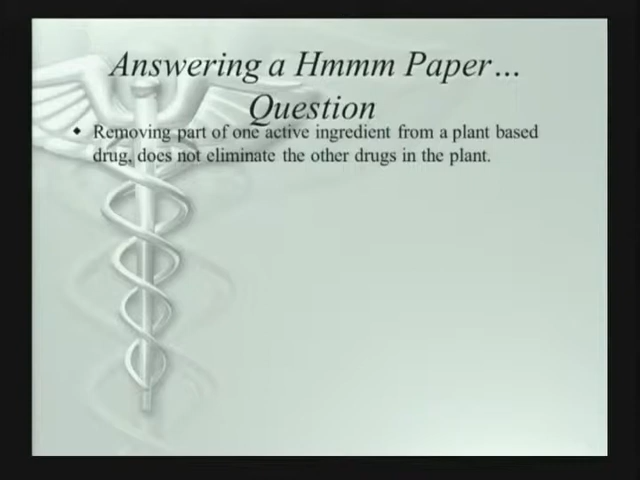 Answering a Hmmm Paper…
Question
Removing part of one active ingredient from a plant based
drug, does not eliminate the other drugs in the plant.